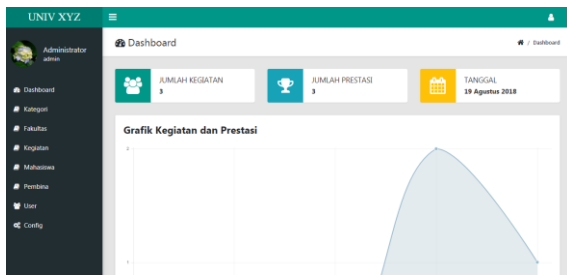 UNIV XYZ
Administrator
admin
Dashboard
Kategori
Fakultas
Kegiatan
Mahasiswa
Pembina
User
Config
Dashboard
/ Dashboard
JUMLAH KEGIATAN
3
JUMLAH PRESTASI
3
TANGGAL
19 Agustus 2018
Grafik Kegiatan dan Prestasi
2
1